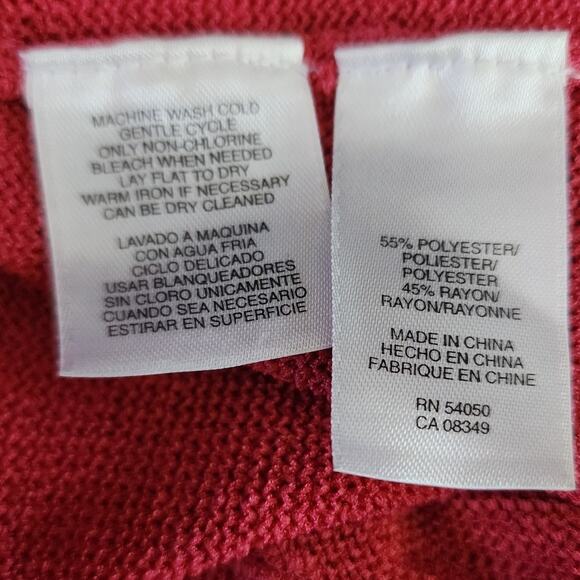 MACHINE WASH COLD
GENTLE CYCLE
ONLY NON-CHLORINE
BLEACH WHEN NEEDED
LAY FLAT TO DRY
WARM IRON IF NECESSARY
CAN BE DRY CLEANED
LAVADO A MAQUINA
CON AGUA FRIA
CICLO DELICADO
USAR BLANQUEADORES
SIN CLORO UNICAMENTE
CUANDO SEA NECESARIO
ESTIRAR EN SUPERFICIE
55% POLYESTER/
POLIESTER/
POLYESTER
45% RAYON/
RAYON/RAYONNE
MADE IN CHINA
HECHO EN CHINA
FABRIQUE EN CHINE
RN 54050
CA 08349